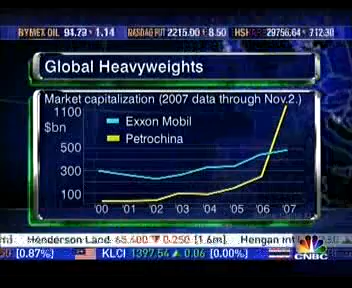 NYMEX OIL 94.79 1.14 NASDAQ FUT 2215.00 8.50 HSI 29756.64 712.30
Global Heavyweights
Market capitalization (2007 data through Nov.2.)
1100
$bn
Exxon Mobil
Petrochina
500
300
100
'00 '01 '02 '03 '04 '05 '06 '07
Henderson Land 65.400 0.250 [1.6m] Hengan Int
[0.87%] KLCI 1397.54 0.06 [0.00%]
CNBC